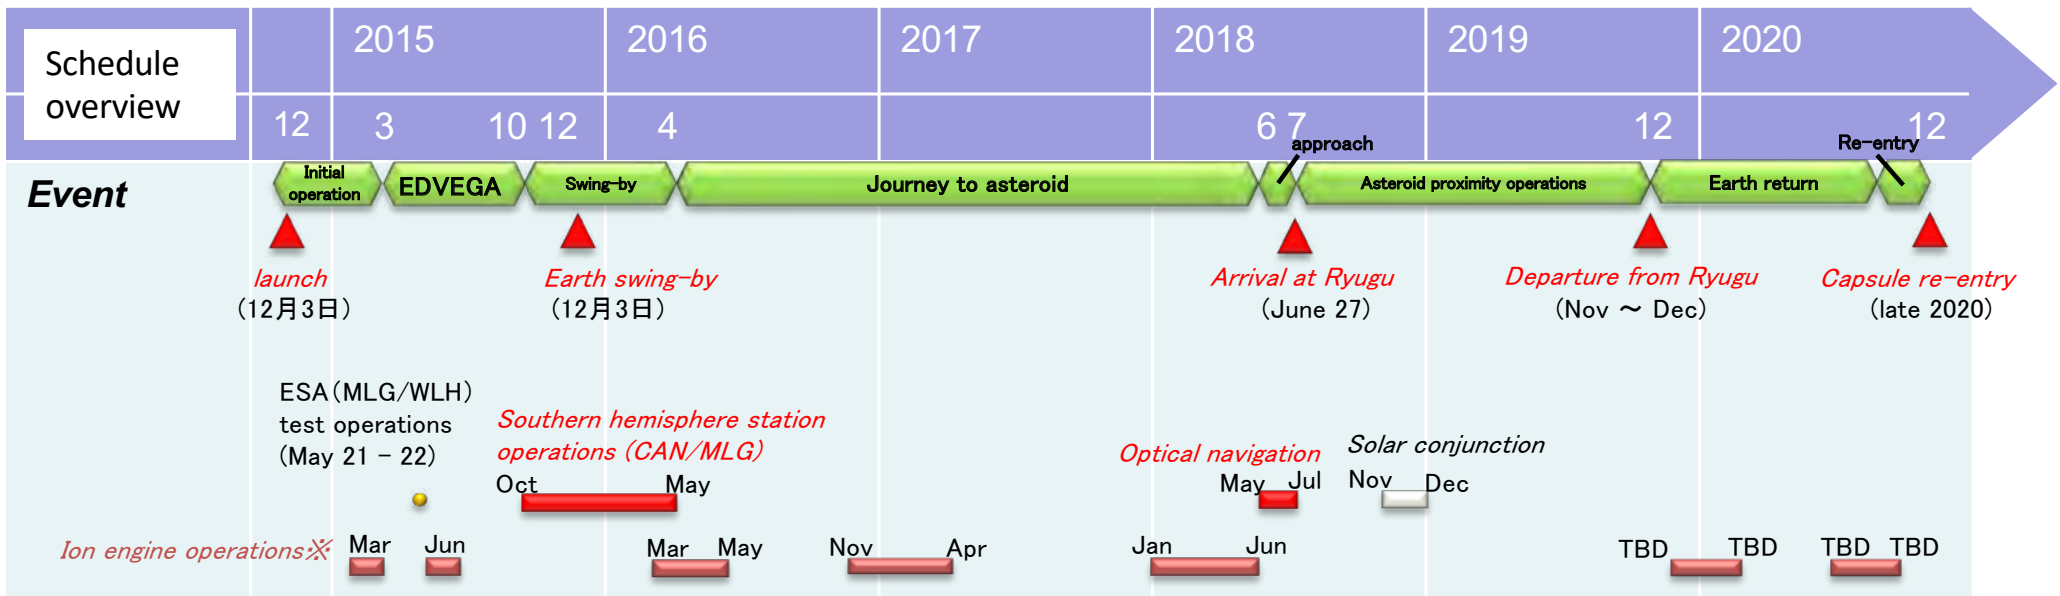 Schedule
overview
2015 2016 2017 2018 2019 2020
12 3 10 12 4 6 7 12 12
approach
Re-entry
Event
Initial
operation
EDVEGA
Swing-by
Journey to asteroid
Asteroid proximity operations
Earth return
launch
(12月3日)
Earth swing-by
(12月3日)
Arrival at Ryugu
(June 27)
Departure from Ryugu
(Nov ~ Dec)
Capsule re-entry
(late 2020)
ESA(MLG/WLH)
test operations
(May 21 - 22)
Southern hemisphere station
operations (CAN/MLG)
Oct May
Optical navigation
May Jul
Solar conjunction
Nov Dec
Ion engine operations※
Mar Jun Mar May Nov Apr Jan Jun TBD TBD TBD TBD